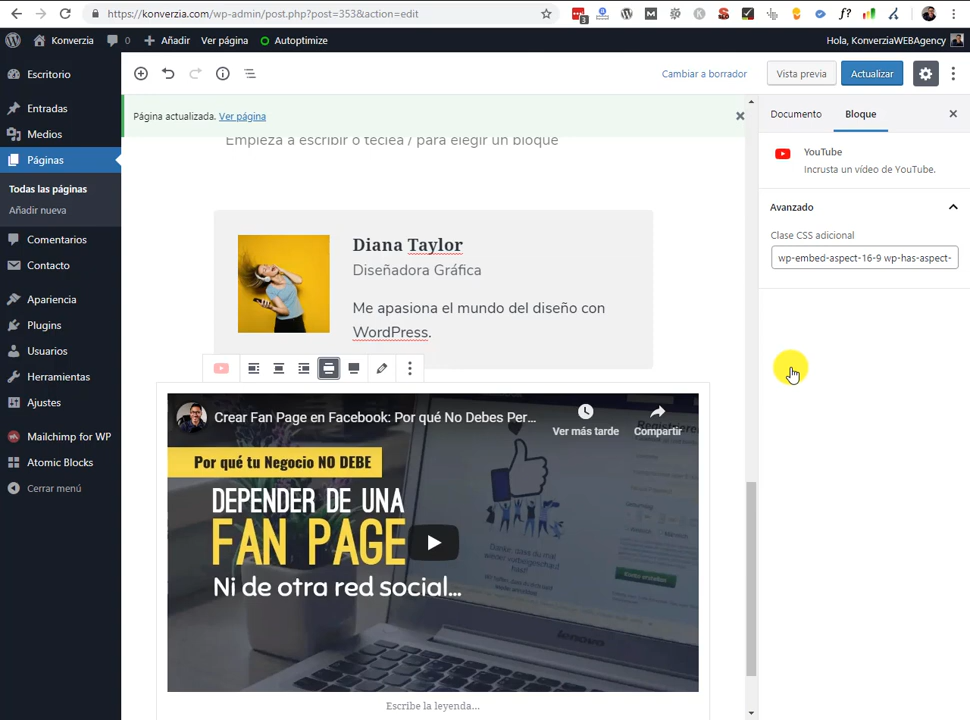 https://konverzia.com/wp-admin/post.php?post=353&action=edit
Konverzia
0
Añadir
Ver página
Autoptimize
Hola, KonverziaWEBAgency
Escritorio
Entradas
Medios
Páginas
Todas las páginas
Añadir nueva
Comentarios
Contacto
Apariencia
Plugins
Usuarios
Herramientas
Ajustes
Mailchimp for WP
Atomic Blocks
Cerrar menú
Cambiar a borrador
Vista previa
Actualizar
Página actualizada. Ver página
Empieza a escribir o teclea / para elegir un bloque
Diana Taylor
Diseñadora Gráfica
Me apasiona el mundo del diseño con
WordPress.
Crear Fan Page en Facebook: Por qué No Debes Per...
Ver más tarde
Compartir
Por qué tu Negocio NO DEBE
DEPENDER DE UNA
FAN PAGE
Ni de otra red social...
lenovo
Escribe la leyenda...
Documento
Bloque
YouTube
Incrusta un vídeo de YouTube.
Avanzado
Clase CSS adicional
wp-embed-aspect-16-9 wp-has-aspect-